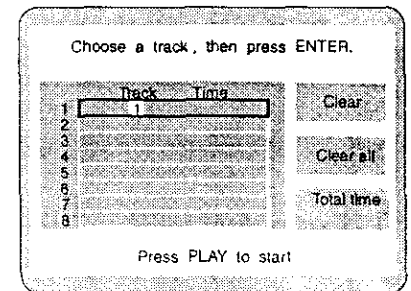 Choose a track, then press ENTER.
Track Time
1 1
2
3
4
5
6
7
8
Clear
Clear all
Total time
Press PLAY to start